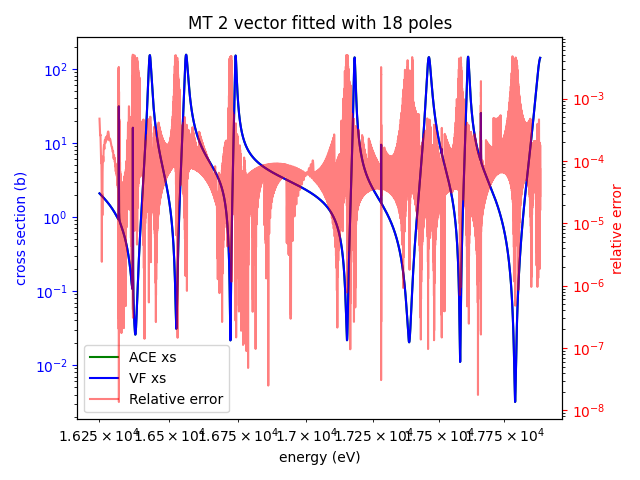 MT 2 vector fitted with 18 poles
10²
10¹
10⁰
10⁻¹
10⁻²
cross section (b)
10⁻³
10⁻⁴
10⁻⁵
10⁻⁶
10⁻⁷
10⁻⁸
relative error
ACE xs
VF xs
Relative error
1.625 × 10⁴ 1.65 × 10⁴ 1.675 × 10⁴ 1.7 × 10⁴ 1.725 × 10⁴ 1.75 × 10⁴ 1.775 × 10⁴
energy (eV)